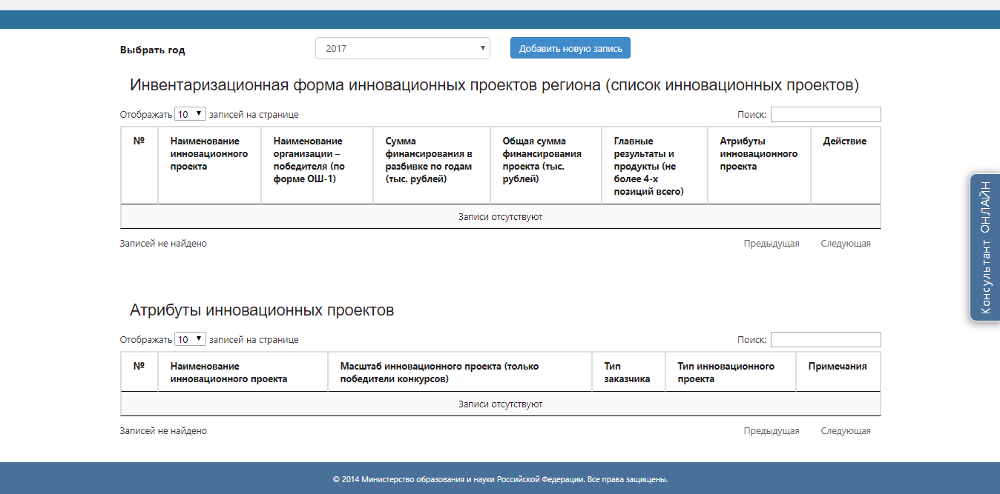 Выбрать год 2017 Добавить новую запись
Инвентаризационная форма инновационных проектов региона (список инновационных проектов)
Отображать 10 записей на странице Поиск:
№
Наименование
инновационного
проекта
Наименование
организации –
победителя (по
форме ОШ-1)
Сумма
финансирования в
разбивке по годам
(тыс. рублей)
Общая сумма
финансирования
проекта (тыс.
рублей)
Главные
результаты и
продукты (не
более 4-х
позиций всего)
Атрибуты
инновационного
проекта
Действие
Записи отсутствуют
Записей не найдено Предыдущая Следующая
Консультант ОНЛАЙН
Атрибуты инновационных проектов
Отображать 10 записей на странице Поиск:
№
Наименование
инновационного проекта
Масштаб инновационного проекта (только
победители конкурсов)
Тип
заказчика
Тип инновационного
проекта
Примечания
Записи отсутствуют
Записей не найдено Предыдущая Следующая
© 2014 Министерство образования и науки Российской Федерации. Все права защищены.